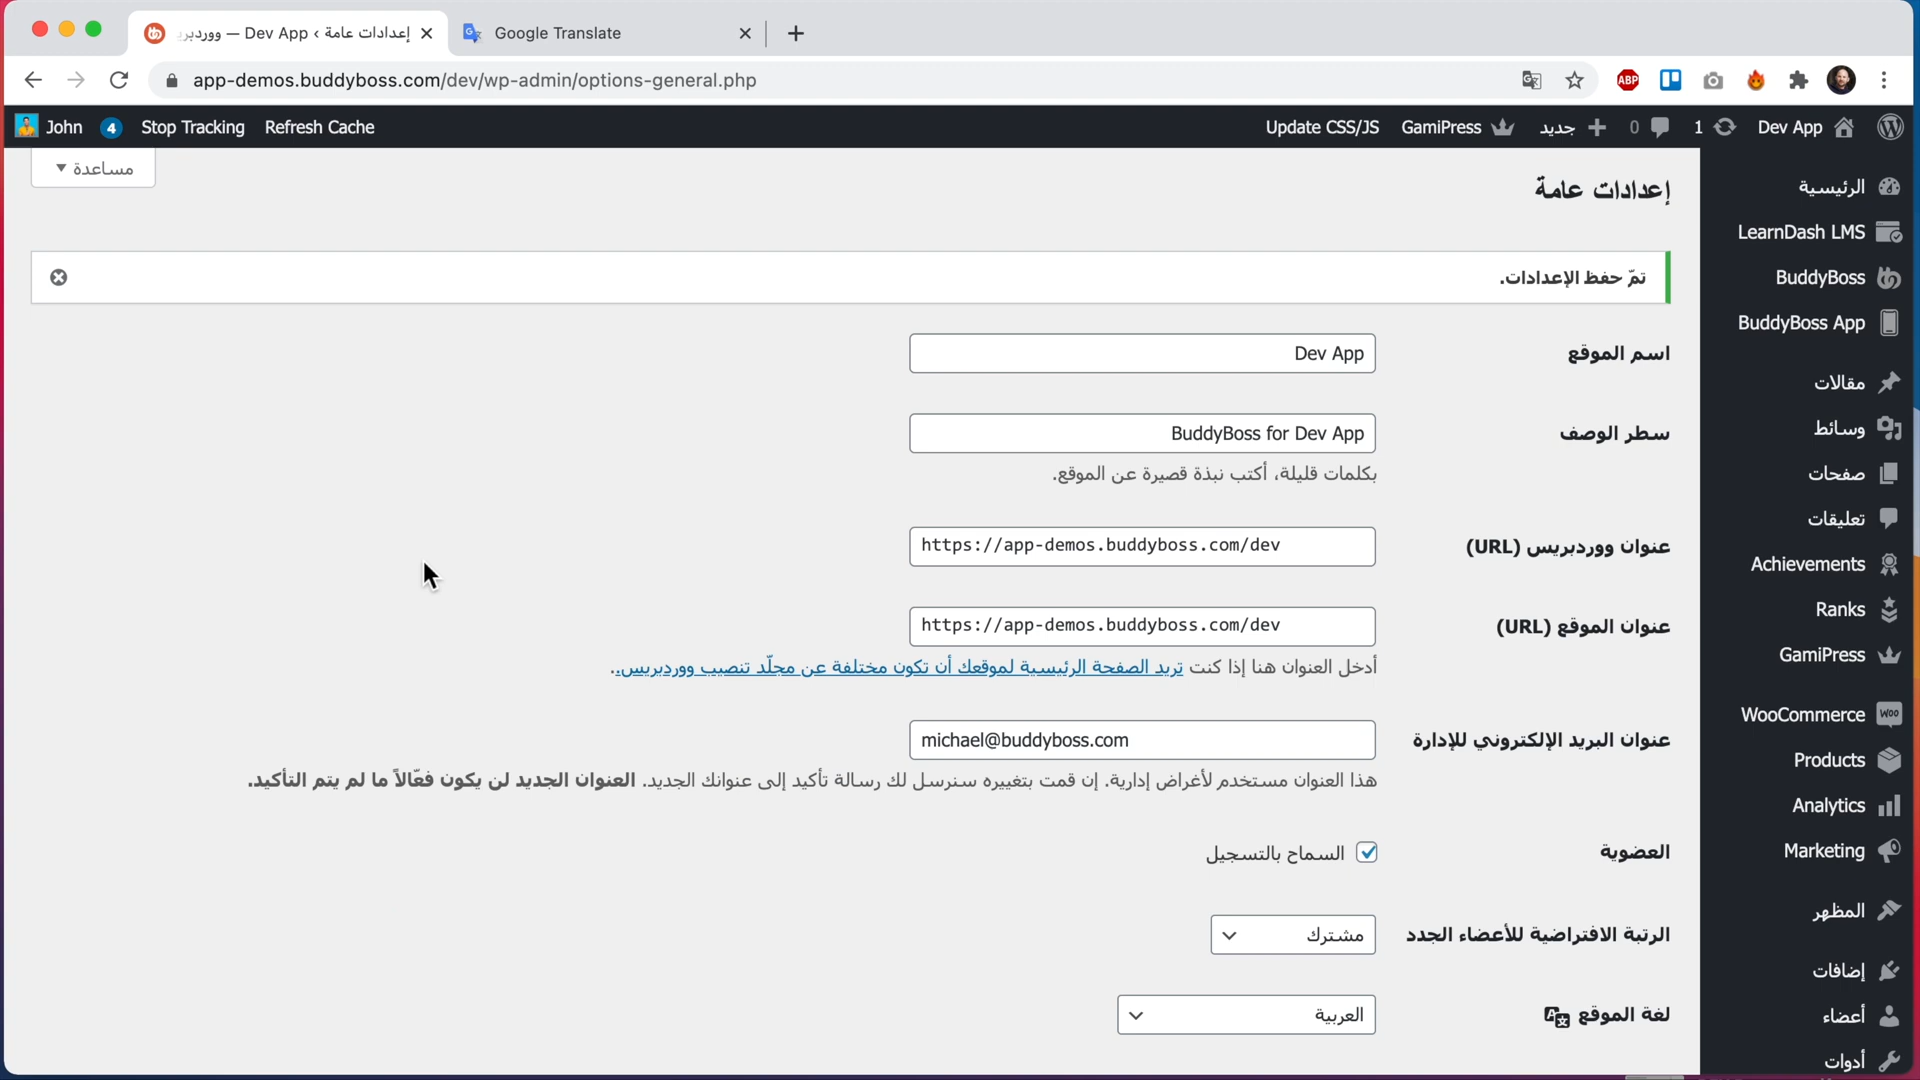 إعدادات عامة › Dev App — ووردبري
Google Translate
app-demos.buddyboss.com/dev/wp-admin/options-general.php
ABP
John
4
Stop Tracking
Refresh Cache
Update CSS/JS
GamiPress
جديد
0
1
Dev App
مساعدة
إعدادات عامة
تمّ حفظ الإعدادات.
اسم الموقع
Dev App
سطر الوصف
BuddyBoss for Dev App
بكلمات قليلة، أكتب نبذة قصيرة عن الموقع.
عنوان ووردبريس (URL)
https://app-demos.buddyboss.com/dev
عنوان الموقع (URL)
https://app-demos.buddyboss.com/dev
أدخل العنوان هنا إذا كنت تريد الصفحة الرئيسية لموقعك أن تكون مختلفة عن مجلّد تنصيب ووردبريس..
عنوان البريد الإلكتروني للإدارة
michael@buddyboss.com
هذا العنوان مستخدم لأغراض إدارية. إن قمت بتغييره سنرسل لك رسالة تأكيد إلى عنوانك الجديد. العنوان الجديد لن يكون فعّالاً ما لم يتم التأكيد.
العضوية
السماح بالتسجيل
الرتبة الافتراضية للأعضاء الجدد
مشترك
لغة الموقع
العربية
الرئيسية
LearnDash LMS
BuddyBoss
BuddyBoss App
مقالات
وسائط
صفحات
تعليقات
Achievements
Ranks
GamiPress
WooCommerce
Products
Analytics
Marketing
المظهر
إضافات
أعضاء
أدوات